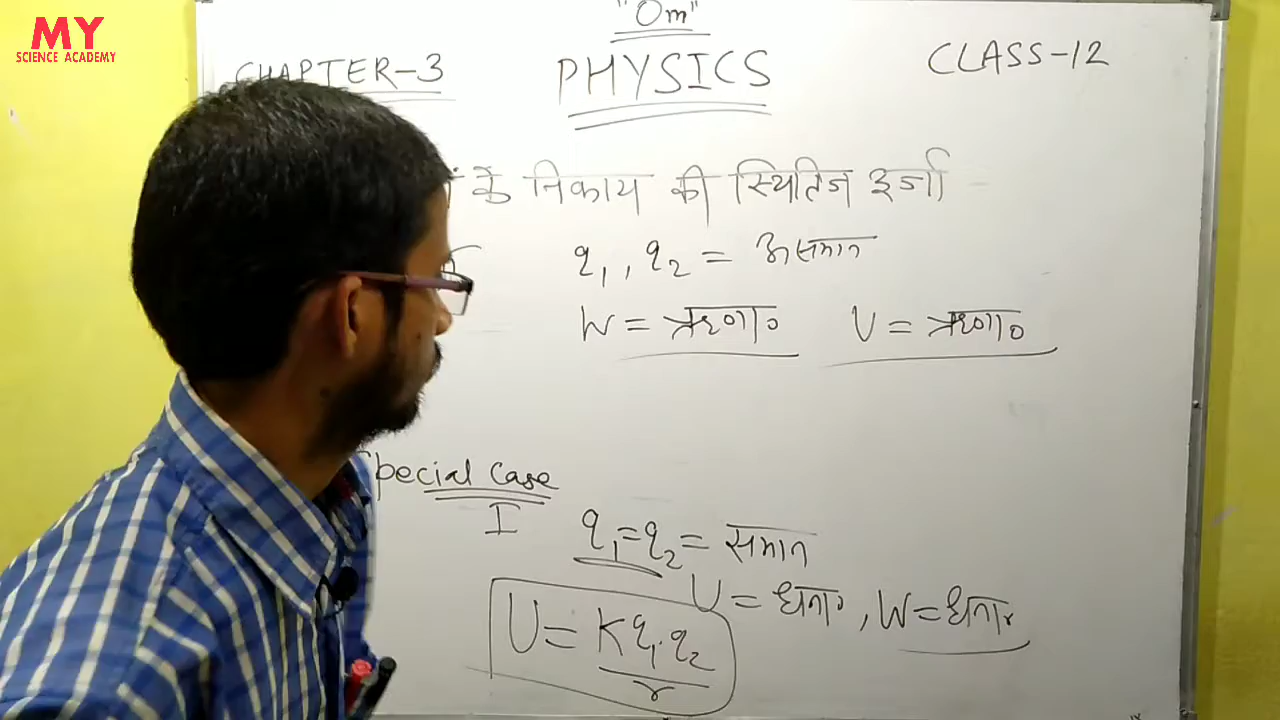 MY
SCIENCE ACADEMY
"Om"
CHAPTER-3 PHYSICS CLASS-12
के निकाय की स्थितिज ऊर्जा
q1, q2 = असमान
W = ऋणा० U = ऋणा०
Special Case
I
q1=q2= समान
U = धना०, W = धना०
U = Kq1.q2
r